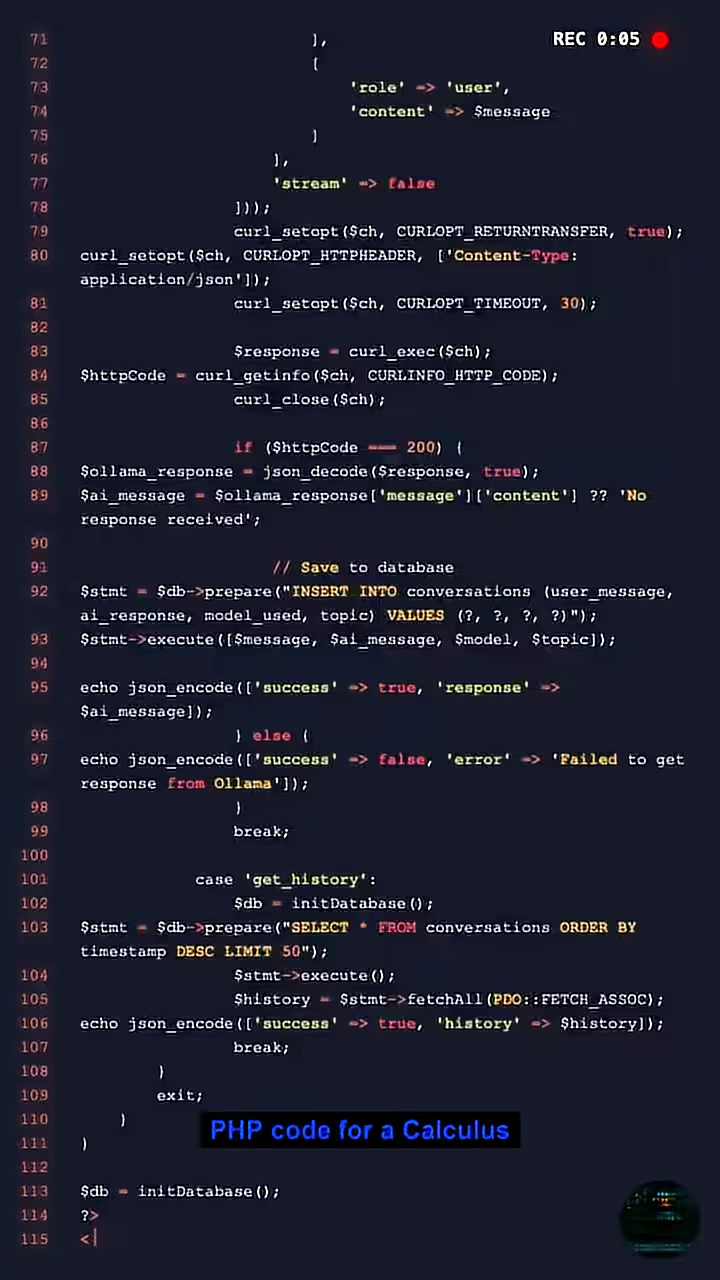 REC 0:05
71 ],
72 [
73 'role' => 'user',
74 'content' => $message
75 ]
76 ],
77 'stream' => false
78 ]));
79 curl_setopt($ch, CURLOPT_RETURNTRANSFER, true);
80 curl_setopt($ch, CURLOPT_HTTPHEADER, ['Content-Type:
application/json']);
81 curl_setopt($ch, CURLOPT_TIMEOUT, 30);
82
83 $response = curl_exec($ch);
84 $httpCode = curl_getinfo($ch, CURLINFO_HTTP_CODE);
85 curl_close($ch);
86
87 if ($httpCode === 200) {
88 $ollama_response = json_decode($response, true);
89 $ai_message = $ollama_response['message']['content'] ?? 'No
response received';
90
91 // Save to database
92 $stmt = $db->prepare("INSERT INTO conversations (user_message,
ai_response, model_used, topic) VALUES (?, ?, ?, ?)");
93 $stmt->execute([$message, $ai_message, $model, $topic]);
94
95 echo json_encode(['success' => true, 'response' =>
$ai_message]);
96 } else {
97 echo json_encode(['success' => false, 'error' => 'Failed to get
response from Ollama']);
98 }
99 break;
100
101 case 'get_history':
102 $db = initDatabase();
103 $stmt = $db->prepare("SELECT * FROM conversations ORDER BY
timestamp DESC LIMIT 50");
104 $stmt->execute();
105 $history = $stmt->fetchAll(PDO::FETCH_ASSOC);
106 echo json_encode(['success' => true, 'history' => $history]);
107 break;
108 }
109 exit;
110 }
PHP code for a Calculus
111 }
112
113 $db = initDatabase();
114 ?>
115 <